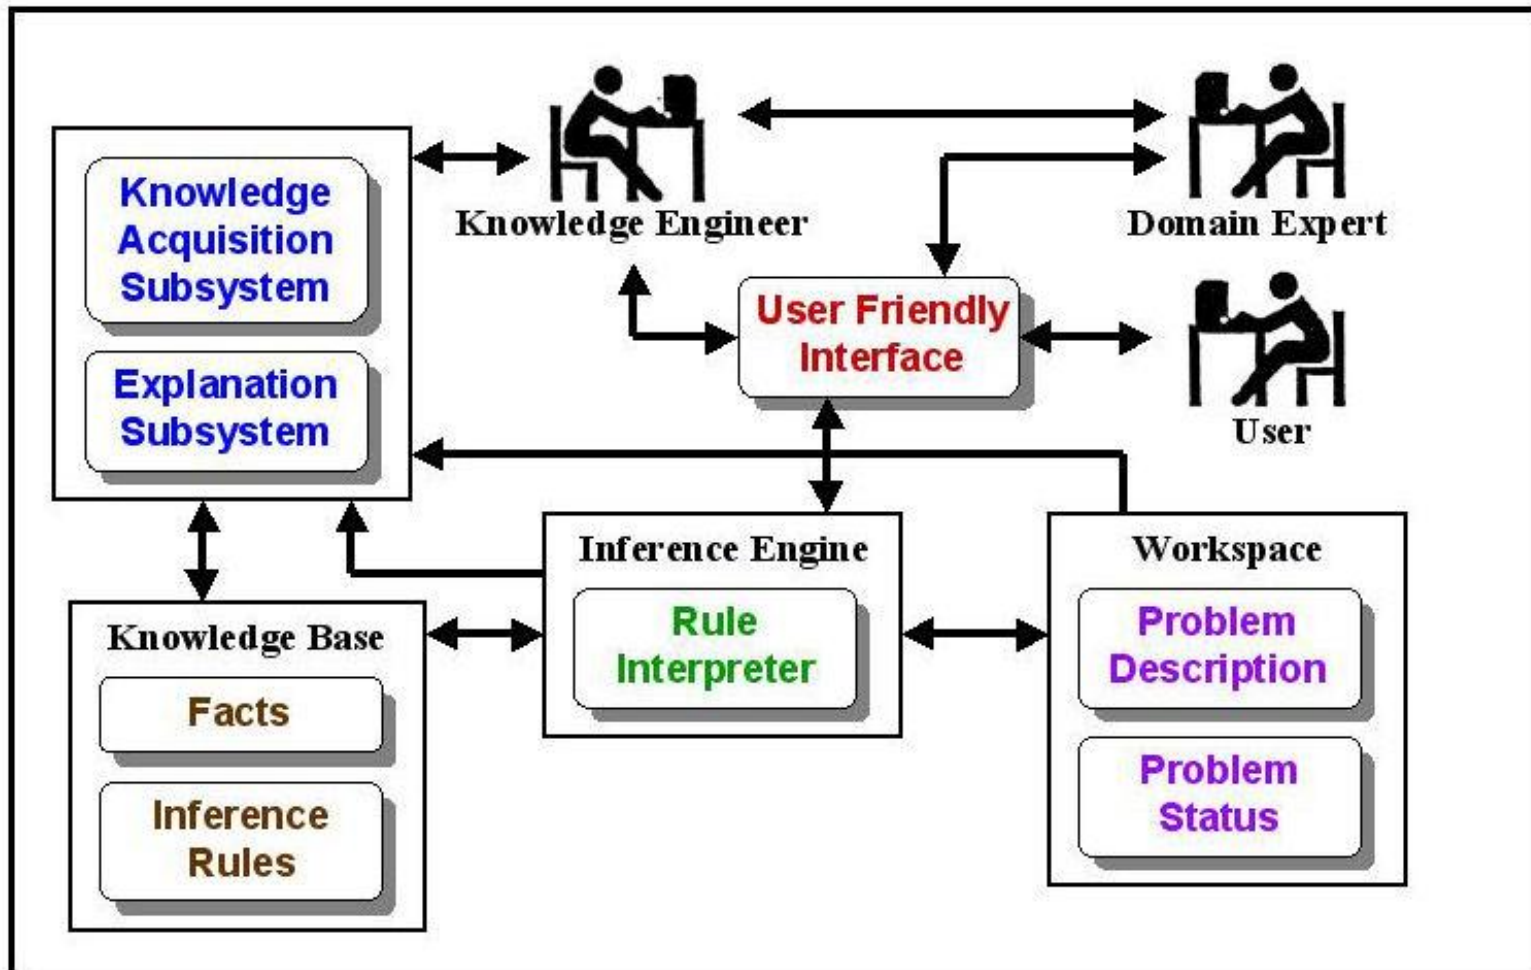 Knowledge
Acquisition
Subsystem
Explanation
Subsystem
Knowledge Engineer
Domain Expert
User Friendly
Interface
User
Knowledge Base
Facts
Inference
Rules
Inference Engine
Rule
Interpreter
Workspace
Problem
Description
Problem
Status